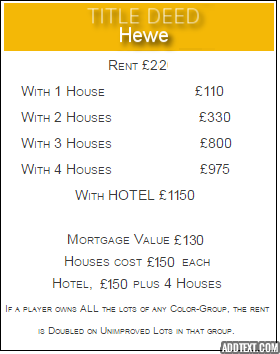 TITLE DEED
Hewe
RENT £22
WITH 1 HOUSE £110
WITH 2 HOUSES £330
WITH 3 HOUSES £800
WITH 4 HOUSES £975
WITH HOTEL £1150
MORTGAGE VALUE £130
HOUSES COST £150 EACH
HOTEL, £150 PLUS 4 HOUSES
IF A PLAYER OWNS ALL THE LOTS OF ANY COLOR-GROUP, THE RENT
IS DOUBLED ON UNIMPROVED LOTS IN THAT GROUP.
ADDTEXT.COM